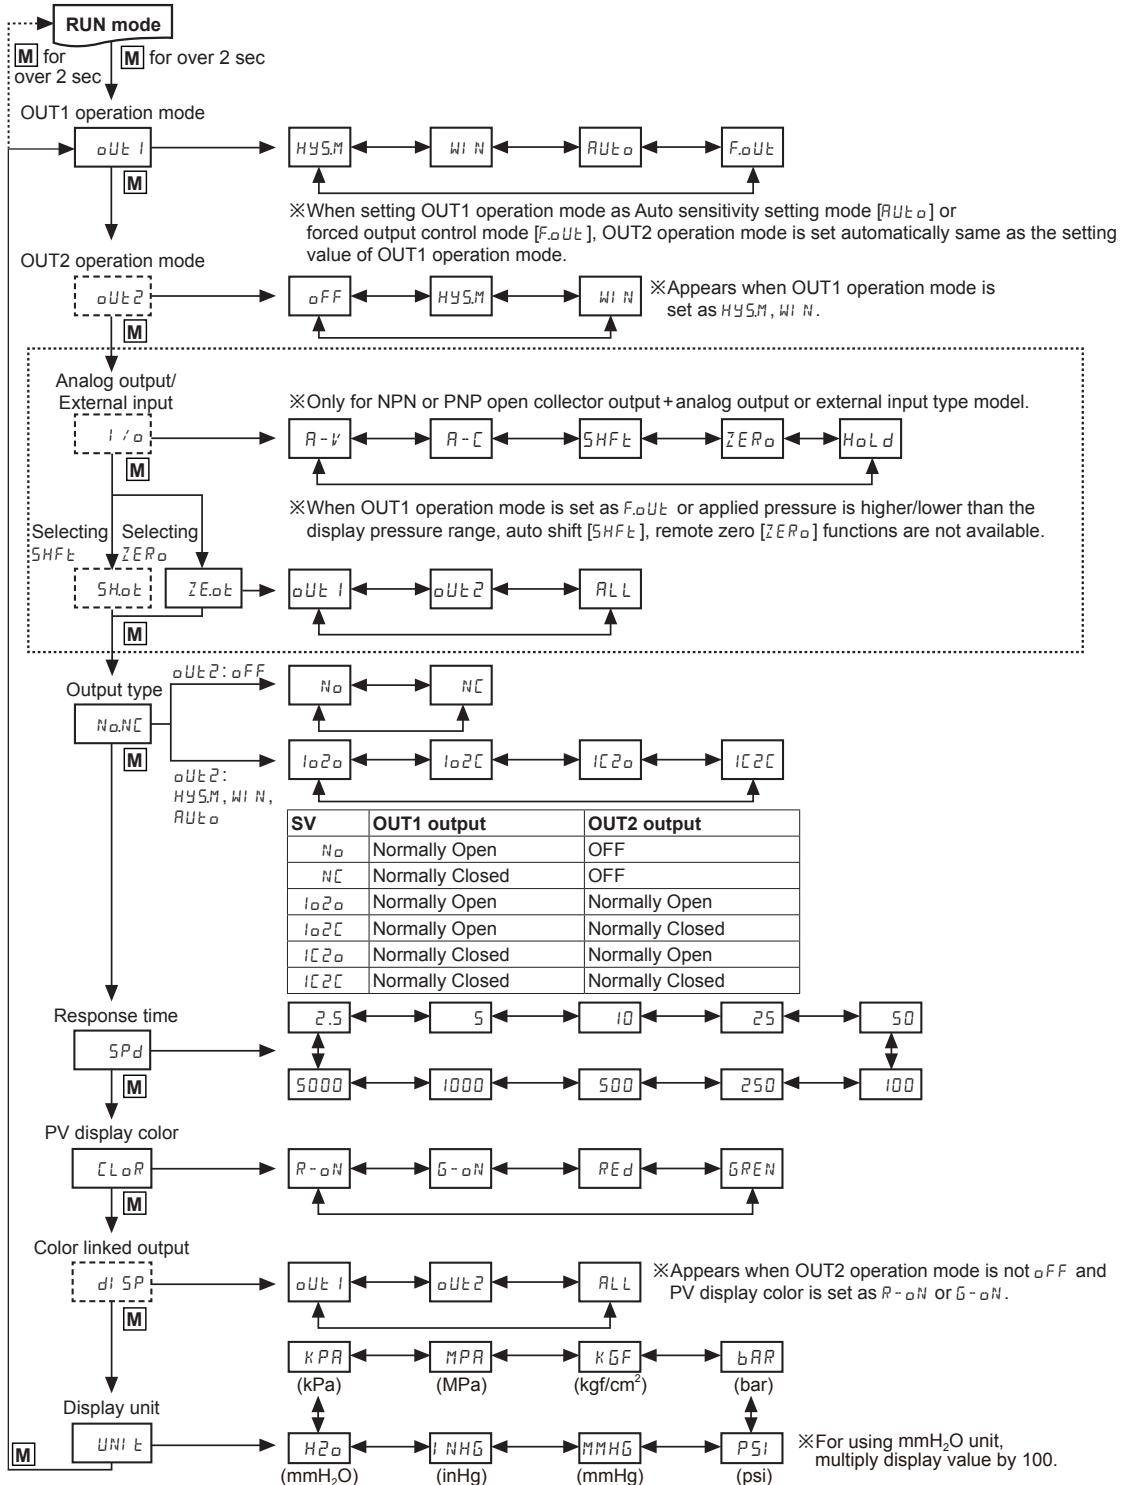 RUN mode
M for over 2 sec
M for over 2 sec
OUT1 operation mode
oUt1 HYS.M WIN AUto F.oUt
M
※When setting OUT1 operation mode as Auto sensitivity setting mode [AUto] or
forced output control mode [F.oUt], OUT2 operation mode is set automatically same as the setting
value of OUT1 operation mode.
OUT2 operation mode
oUt2 oFF HYS.M WIN
※Appears when OUT1 operation mode is
set as HYS.M, WIN.
M
Analog output/
External input
※Only for NPN or PNP open collector output+analog output or external input type model.
I/o A-V A-C SHFt ZERo HoLd
M
※When OUT1 operation mode is set as F.oUt or applied pressure is higher/lower than the
display pressure range, auto shift [SHFt], remote zero [ZERo] functions are not available.
Selecting SHFt
Selecting ZERo
SH.ot ZE.ot oUt1 oUt2 ALL
M
oUt2:oFF
Output type
No NC
No.NC
M
1o2o 1o2C 1C2o 1C2C
oUt2:
HYS.M, WIN,
AUto
SV OUT1 output OUT2 output
No Normally Open OFF
NC Normally Closed OFF
1o2o Normally Open Normally Open
1o2C Normally Open Normally Closed
1C2o Normally Closed Normally Open
1C2C Normally Closed Normally Closed
Response time
2.5 5 10 25 50
SPd
5000 1000 500 250 100
M
PV display color
CLoR R-oN G-oN REd GREN
M
Color linked output
dISP oUt1 oUt2 ALL
※Appears when OUT2 operation mode is not oFF and
PV display color is set as R-oN or G-oN.
M
KPA MPA KGF bAR
(kPa) (MPa) (kgf/cm²) (bar)
Display unit
UNIt H2o INHG MMHG PSI
(mmH₂O) (inHg) (mmHg) (psi)
※For using mmH₂O unit,
multiply display value by 100.
M